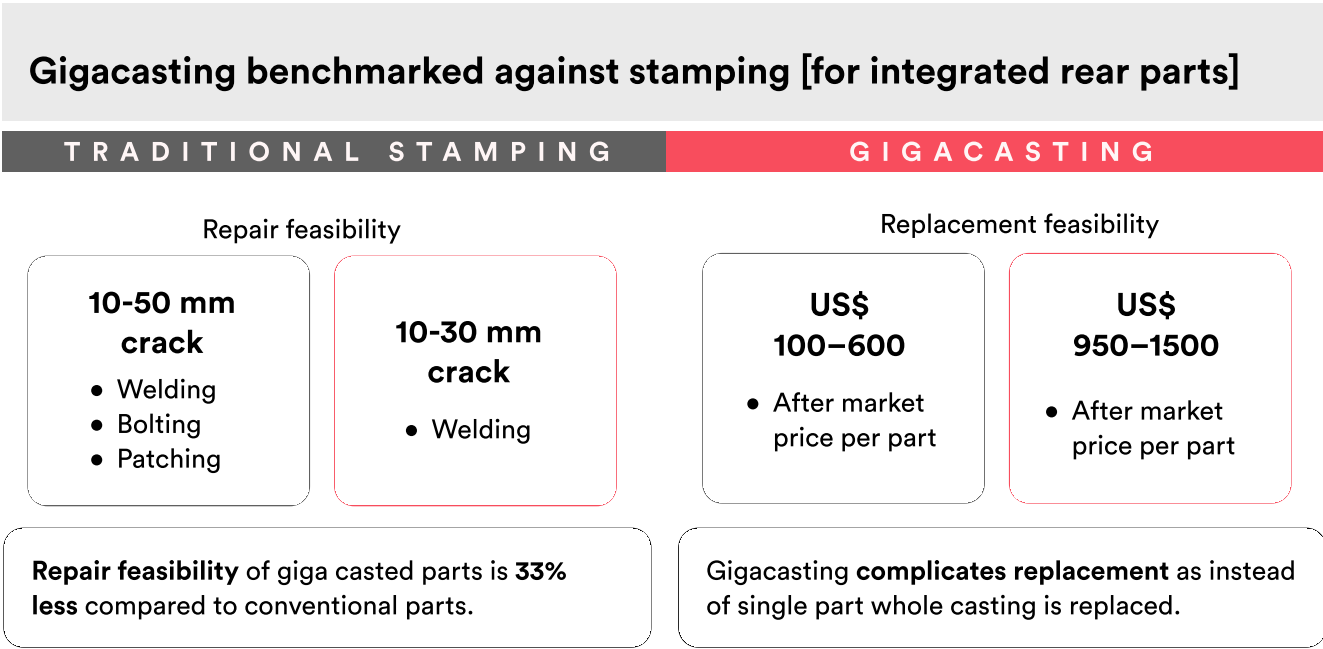 Gigacasting benchmarked against stamping [for integrated rear parts]
TRADITIONAL STAMPING
GIGACASTING
Repair feasibility
10-50 mm
crack
• Welding
• Bolting
• Patching
10-30 mm
crack
• Welding
Repair feasibility of giga casted parts is 33%
less compared to conventional parts.
Replacement feasibility
US$
100–600
• After market
price per part
US$
950–1500
• After market
price per part
Gigacasting complicates replacement as instead
of single part whole casting is replaced.